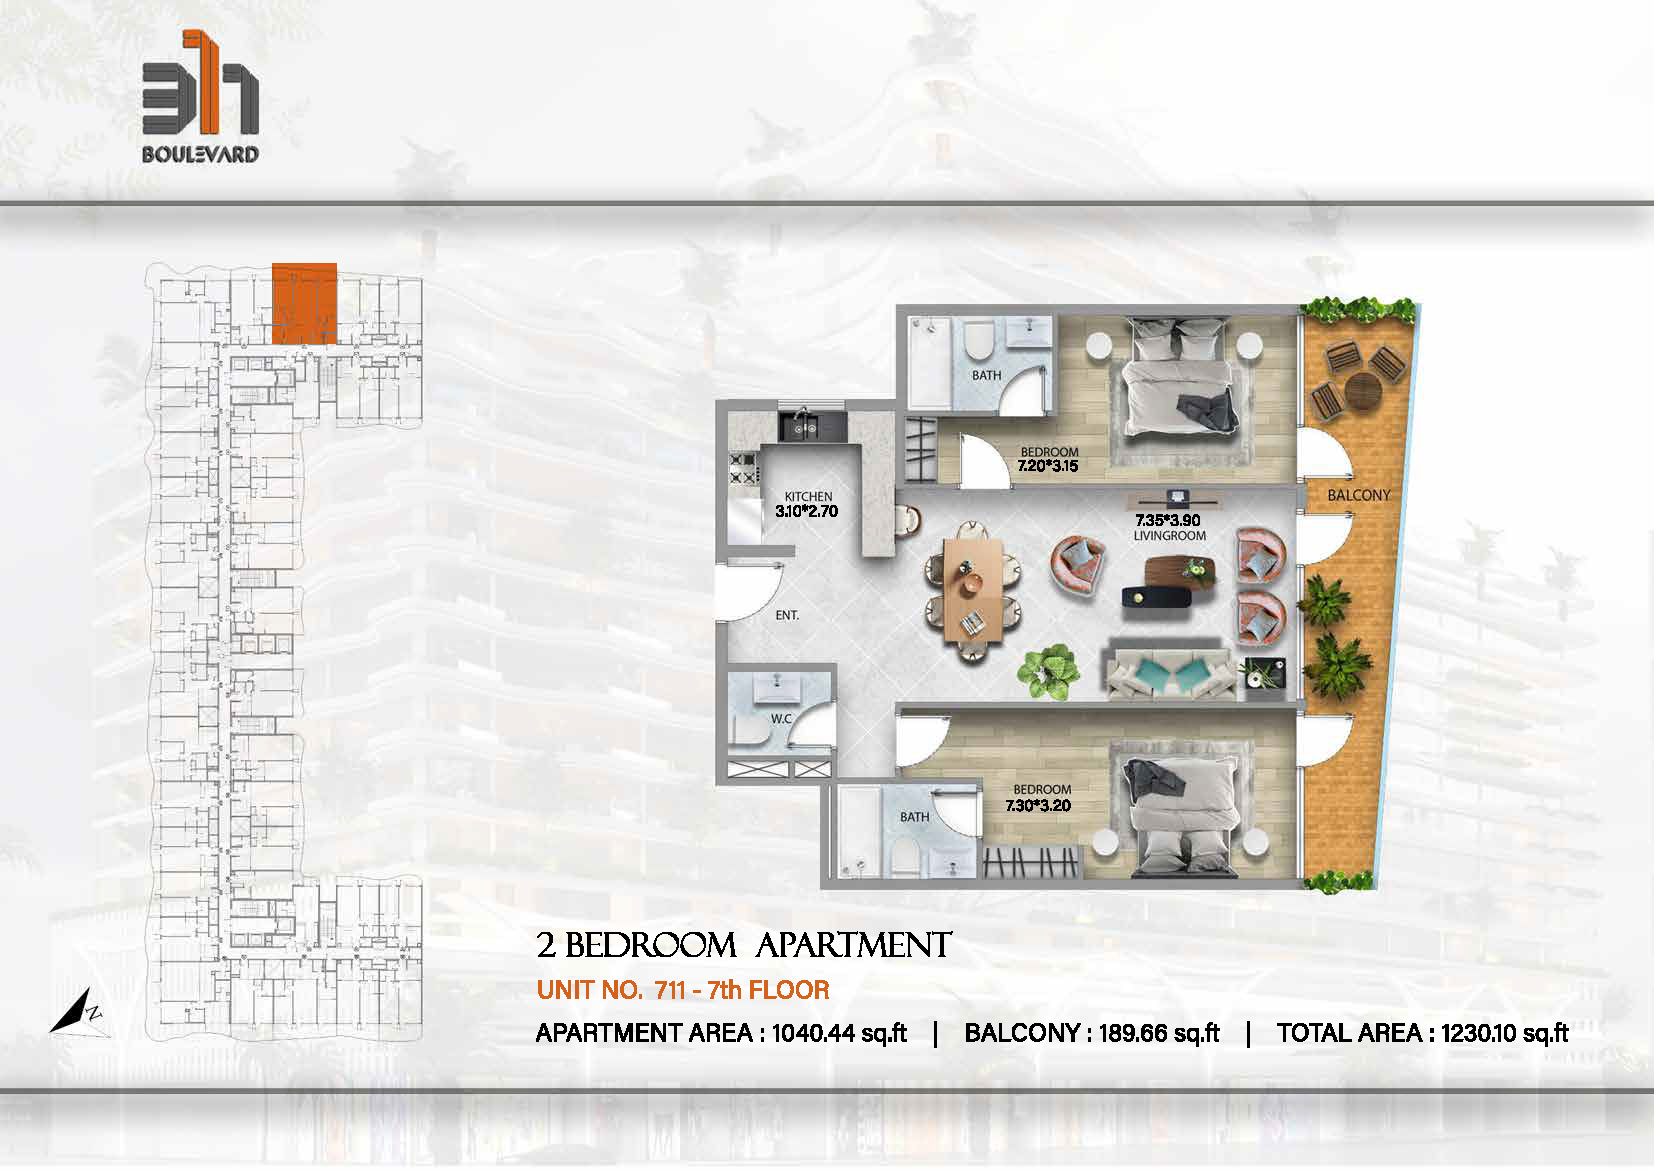 311
BOULEVARD
BATH
BEDROOM
7.20*3.15
KITCHEN
3.10*2.70
BALCONY
7.35*3.90
LIVINGROOM
ENT.
W.C
BEDROOM
7.30*3.20
BATH
N
2 BEDROOM APARTMENT
UNIT NO. 711 - 7th FLOOR
APARTMENT AREA : 1040.44 sq.ft | BALCONY : 189.66 sq.ft | TOTAL AREA : 1230.10 sq.ft